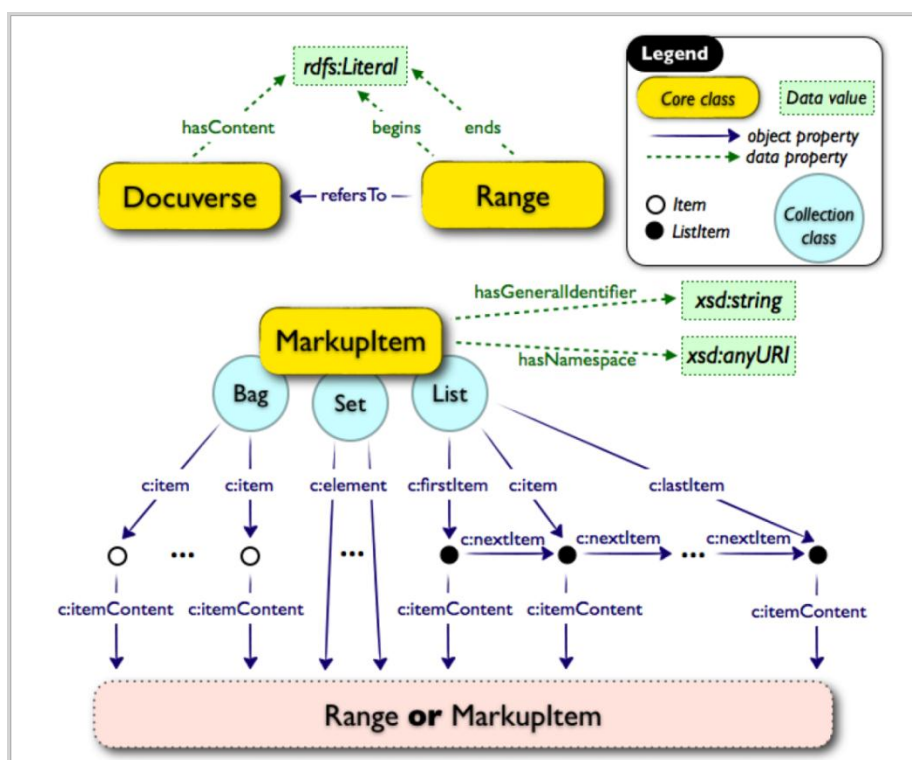 rdfs:Literal
hasContent
begins
ends
Docuverse
refersTo
Range
Legend
Core class
Data value
object property
data property
Item
ListItem
Collection
class
hasGeneralIdentifier
xsd:string
MarkupItem
hasNamespace
xsd:anyURI
Bag
Set
List
c:item
c:item
c:element
c:firstItem
c:item
c:lastItem
... ... c:nextItem c:nextItem ... c:nextItem
c:itemContent
c:itemContent
c:itemContent
c:itemContent
c:itemContent
Range or MarkupItem